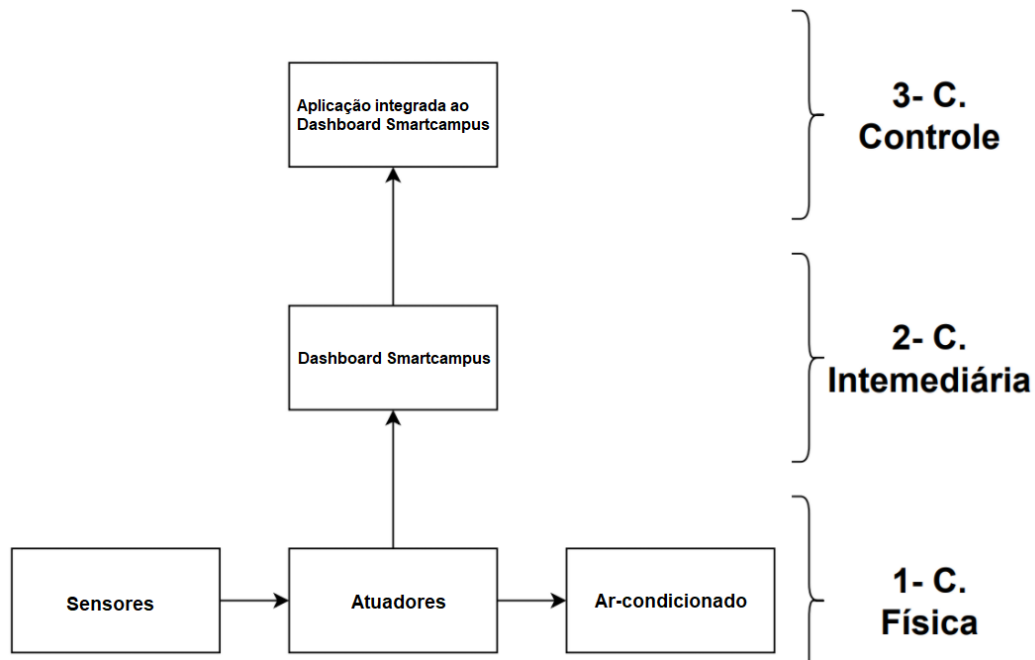 Aplicação integrada ao
Dashboard Smartcampus
3- C.
Controle
Dashboard Smartcampus
2- C.
Intemediária
Sensores
Atuadores
Ar-condicionado
1- C.
Física